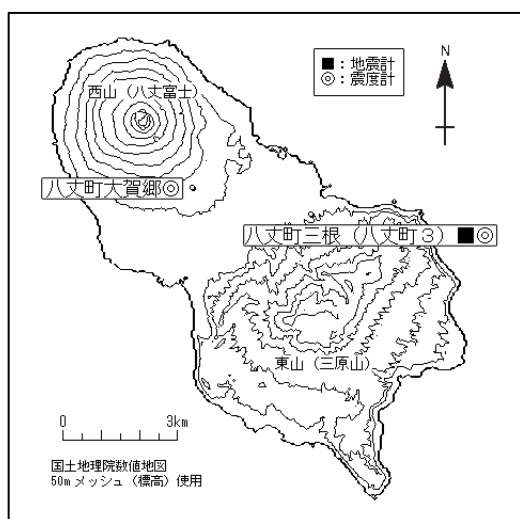 西山（八丈富士）
■：地震計
◎：震度計
N
八丈町大賀郷◎
八丈町三根（八丈町３）■◎
東山（三原山）
0 3km
国土地理院数値地図
50mメッシュ（標高）使用